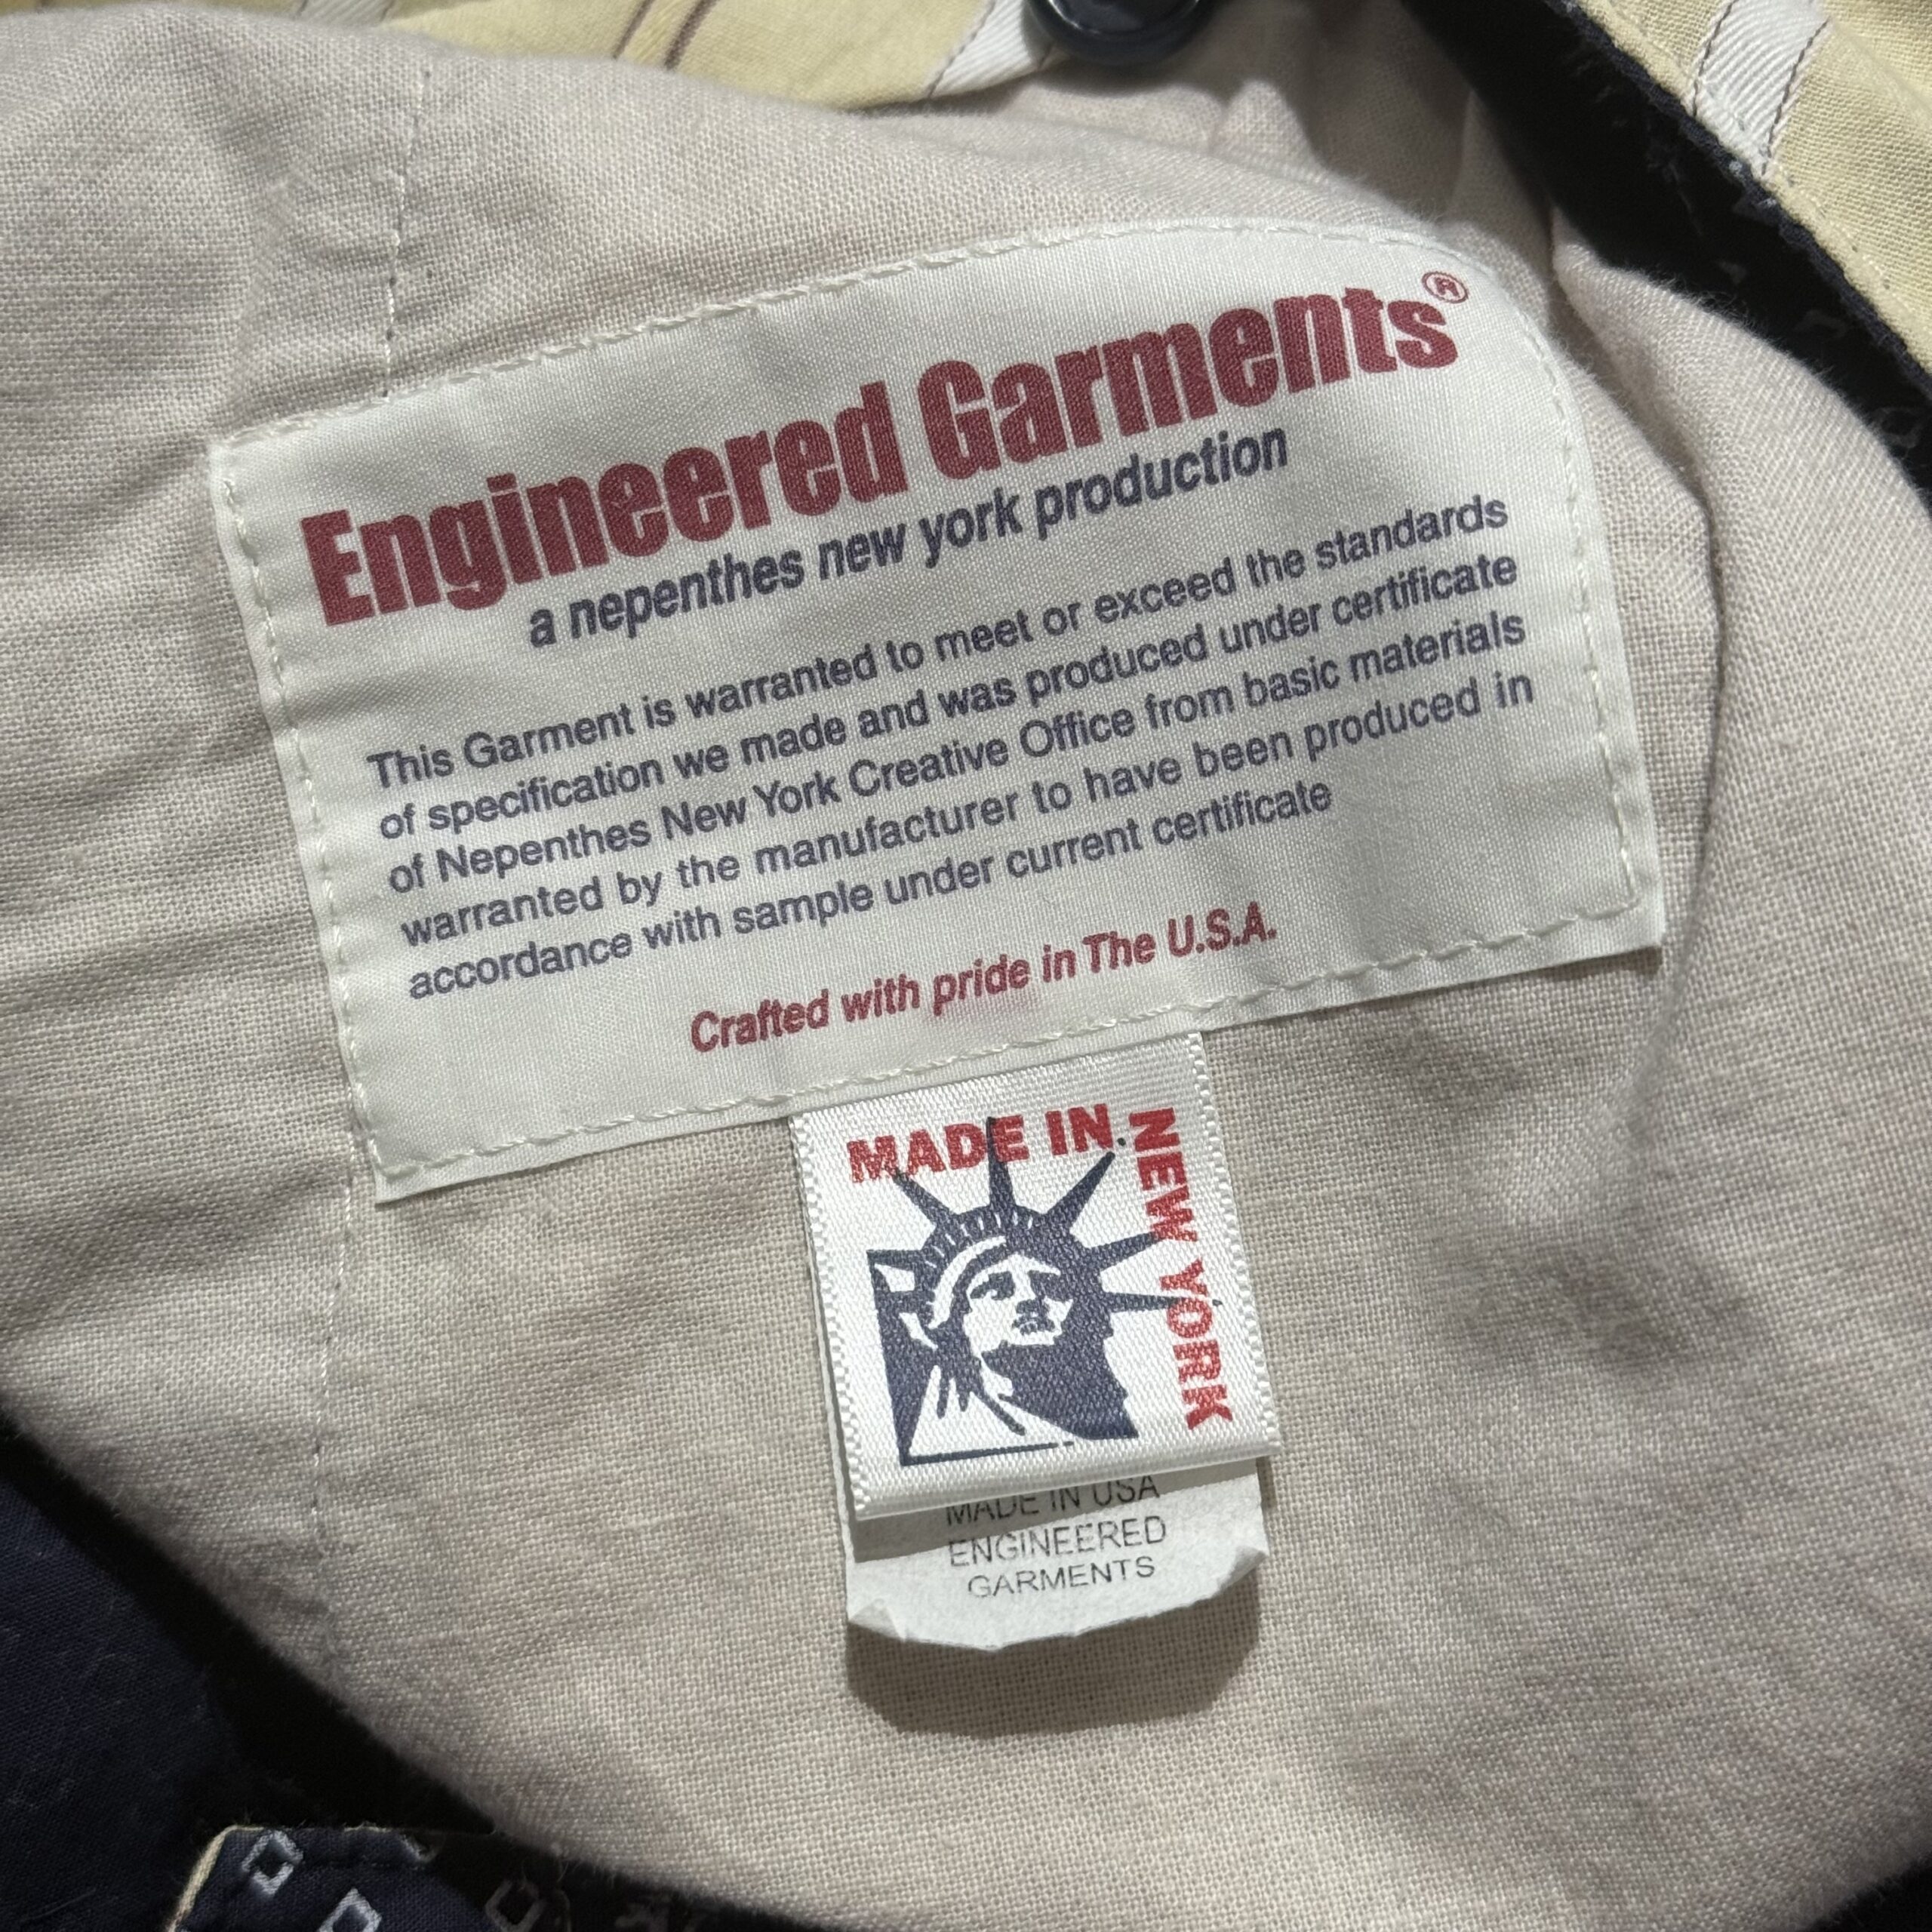 Engineered Garments®
a nepenthes new york production
This Garment is warranted to meet or exceed the standards
of specification we made and was produced under certificate
of Nepenthes New York Creative Office from basic materials
warranted by the manufacturer to have been produced in
accordance with sample under current certificate
Crafted with pride in The U.S.A.
MADE IN
NEW YORK
MADE IN USA
ENGINEERED
GARMENTS